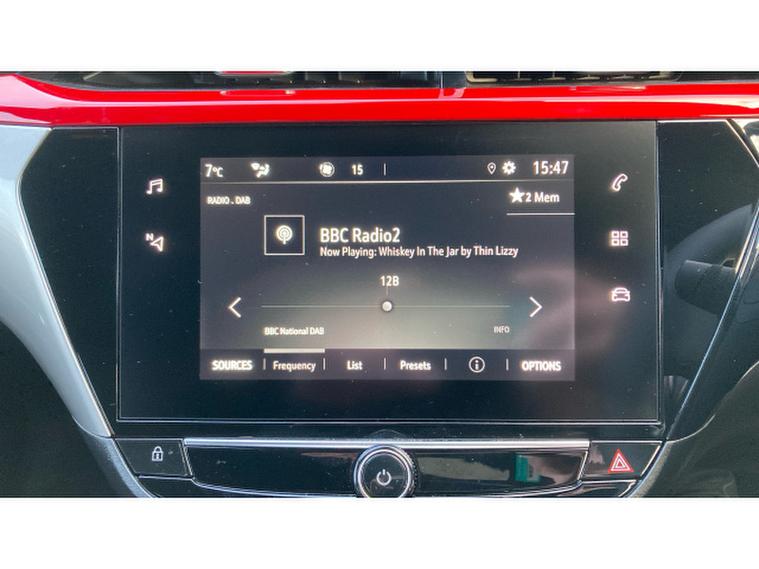 7°C 15 15:47
RADIO . DAB 2 Mem
BBC Radio2
Now Playing: Whiskey In The Jar by Thin Lizzy
N
12B
BBC National DAB INFO
SOURCES Frequency List Presets OPTIONS